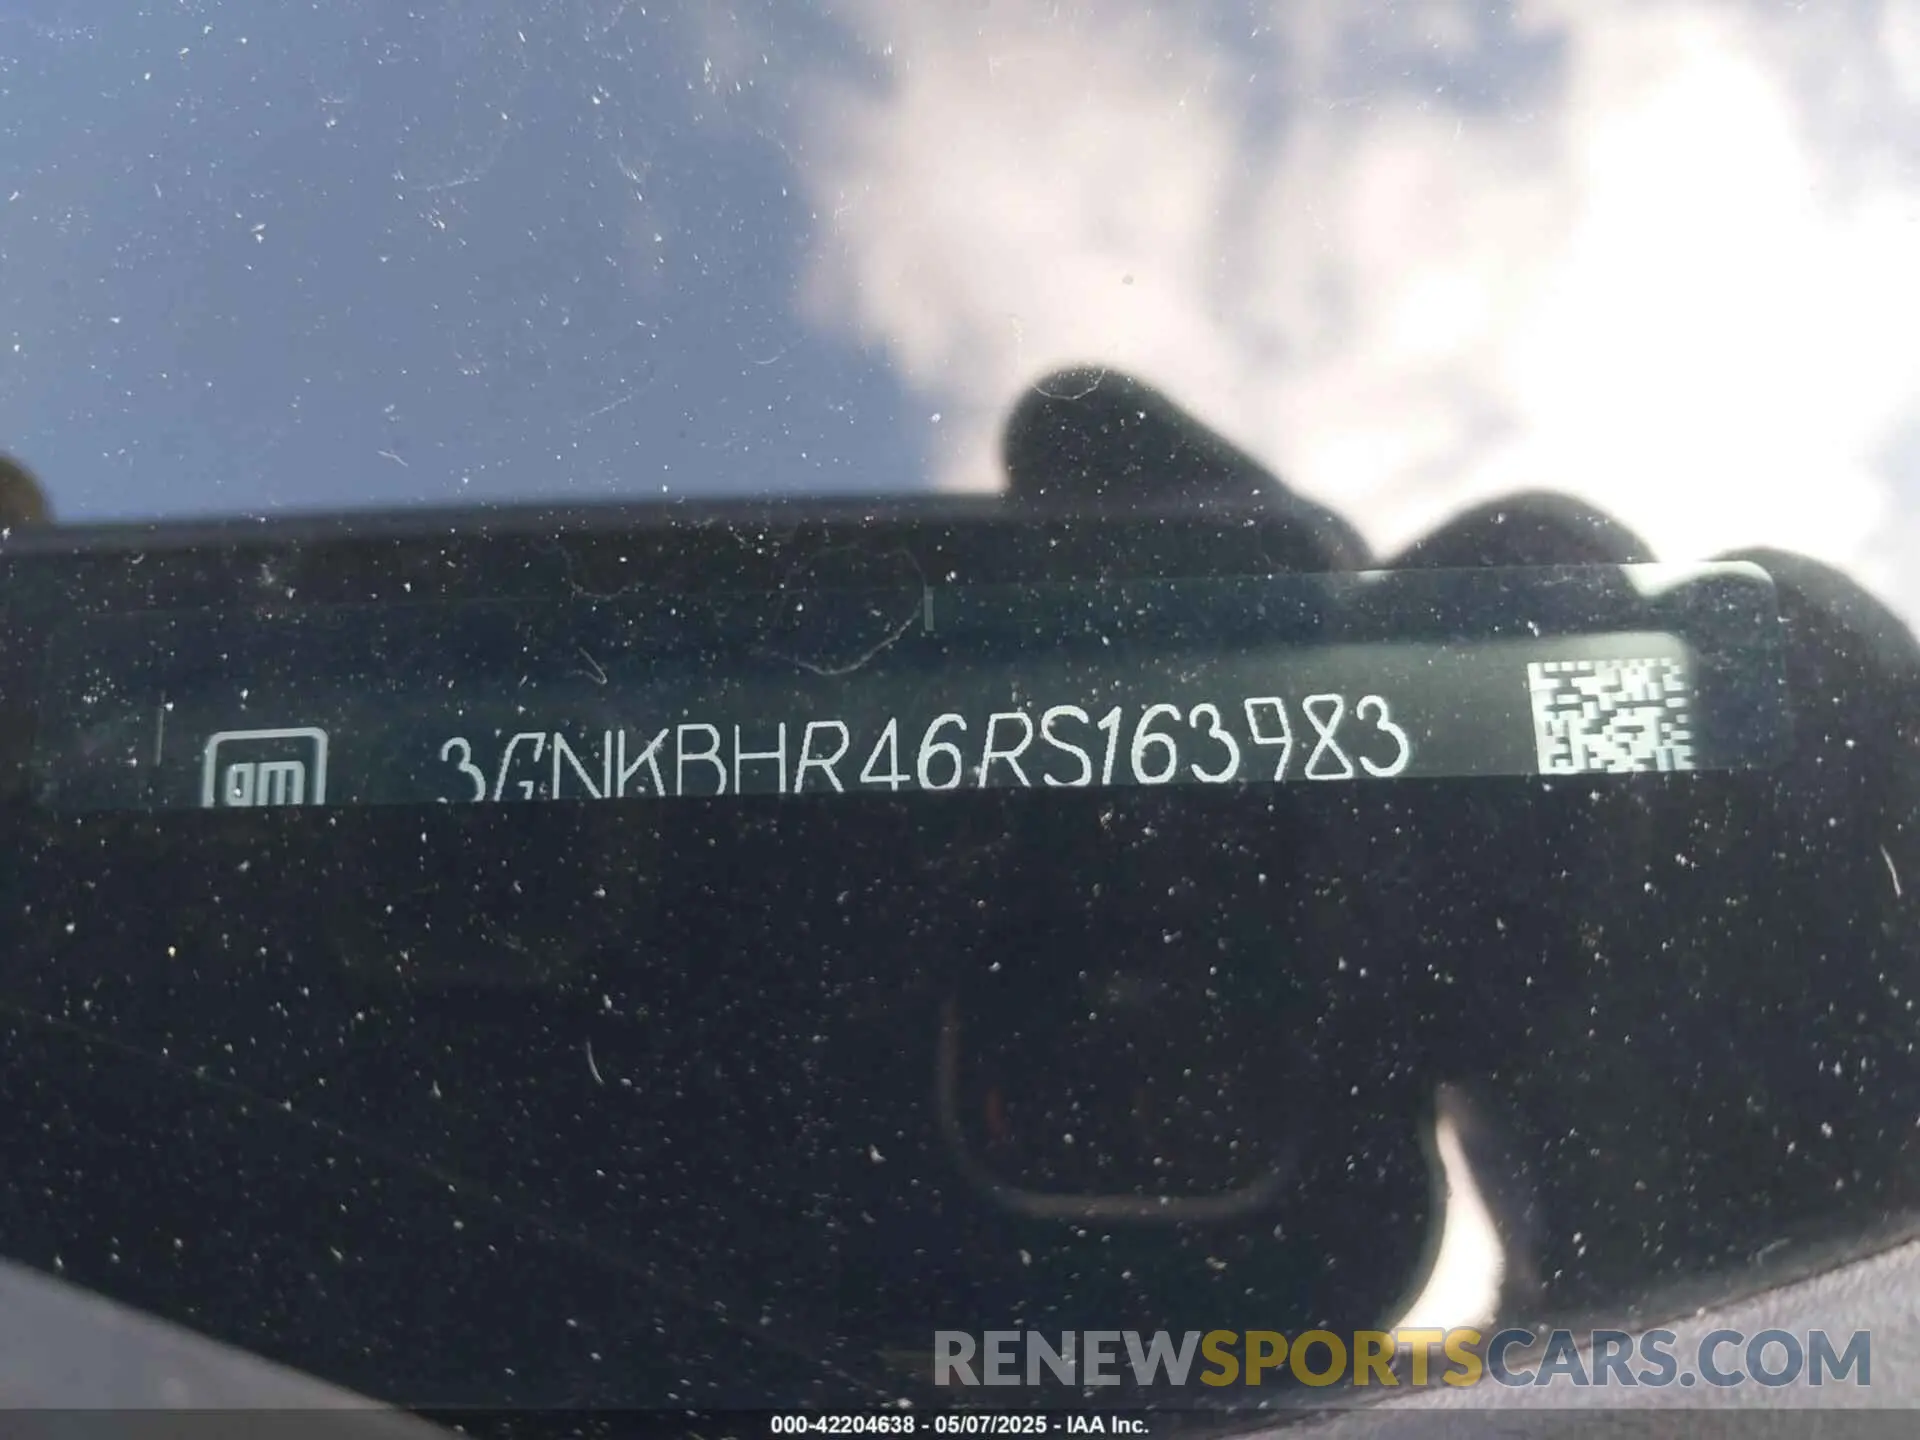 gm 3GNKBHR46RS163983
RENEWSPORTSCARS.COM
000-42204638 - 05/07/2025 - IAA Inc.